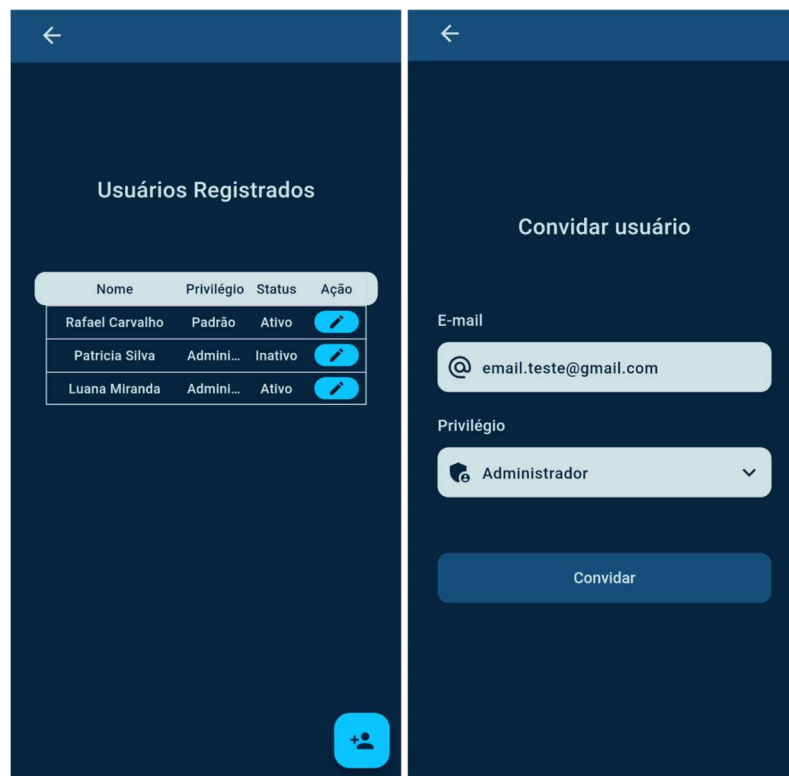 Usuários Registrados
Nome Privilégio Status Ação
Rafael Carvalho Padrão Ativo
Patricia Silva Admini... Inativo
Luana Miranda Admini... Ativo
Convidar usuário
E-mail
email.teste@gmail.com
Privilégio
Administrador
Convidar